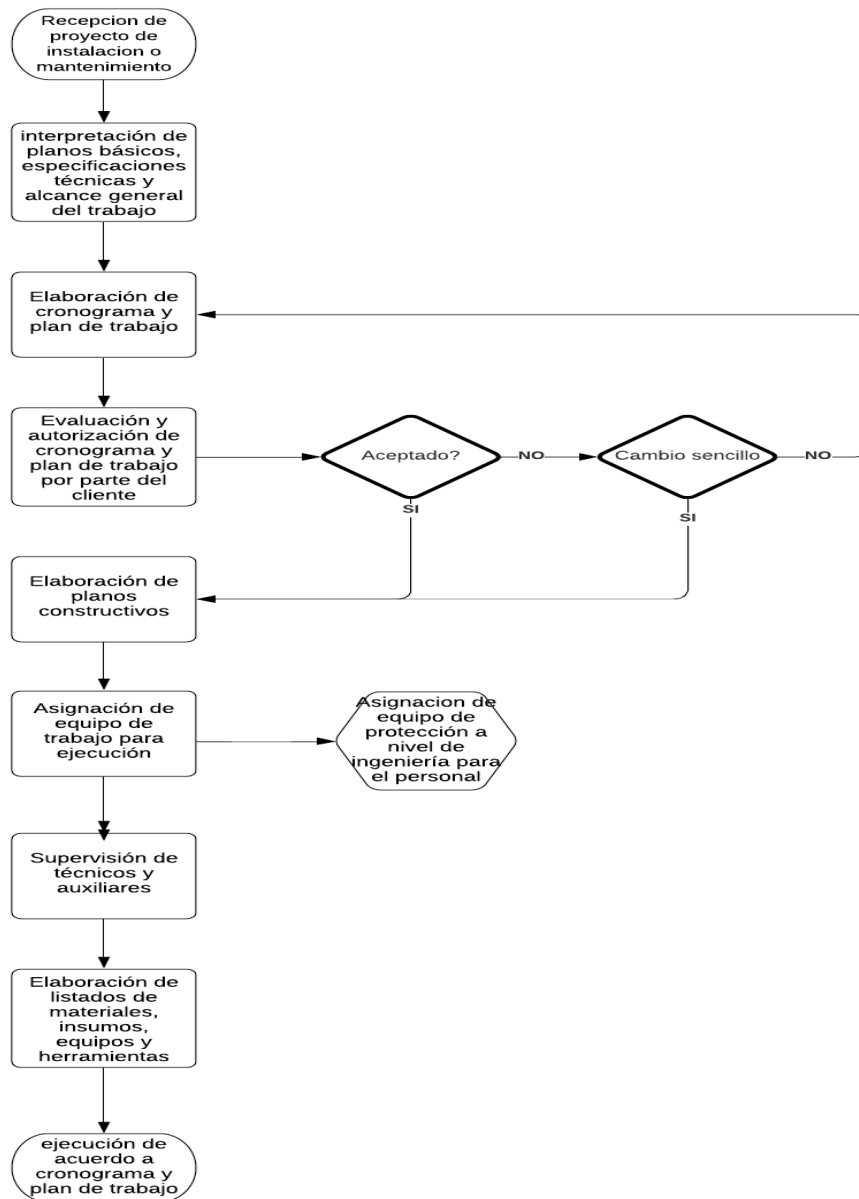 Recepcion de
proyecto de
instalacion o
mantenimiento
interpretación de
planos básicos,
especificaciones
técnicas y
alcance general
del trabajo
Elaboración de
cronograma y
plan de trabajo
Evaluación y
autorización de
cronograma y
plan de trabajo
por parte del
cliente
Aceptado?
NO
Cambio sencillo
NO
SI
SI
Elaboración de
planos
constructivos
Asignación de
equipo de
trabajo para
ejecución
Asignacion de
equipo de
protección a
nivel de
ingeniería para
el personal
Supervisión de
técnicos y
auxiliares
Elaboración de
listados de
materiales,
insumos,
equipos y
herramientas
ejecución de
acuerdo a
cronograma y
plan de trabajo